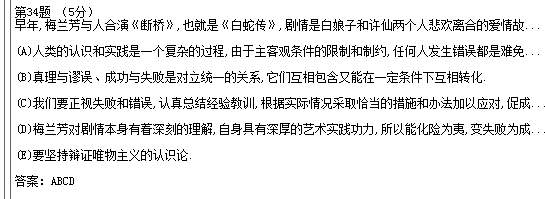 第34题 （5分）
早年,梅兰芳与人合演《断桥》,也就是《白蛇传》,剧情是白娘子和许仙两个人悲欢离合的爱情故...
(A)人类的认识和实践是一个复杂的过程,由于主客观条件的限制和制约,任何人发生错误都是难免...
(B)真理与谬误、成功与失败是对立统一的关系,它们互相包含又能在一定条件下互相转化.
(C)我们要正视失败和错误,认真总结经验教训,根据实际情况采取恰当的措施和办法加以应对,促成...
(D)梅兰芳对剧情本身有着深刻的理解,自身具有深厚的艺术实践功力,所以能化险为夷,变失败为成...
(E)要坚持辩证唯物主义的认识论.
答案: ABCD